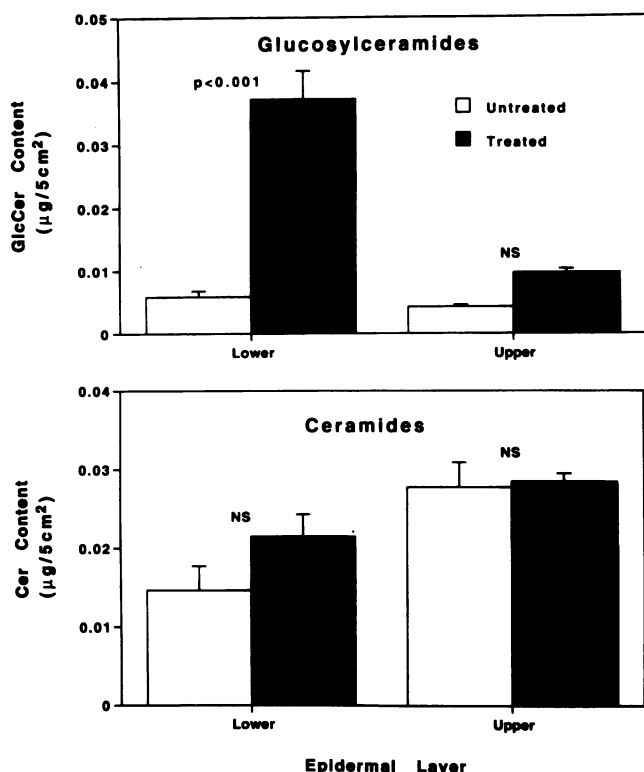 0.05
Glucosylceramides
p<0.001
0.04
Untreated
Treated
0.03
GlcCer Content
(μg/5cm²)
0.02
NS
0.01
0
Lower Upper
0.04
Ceramides
NS
0.03
NS
Cer Content
(μg/5cm²)
0.02
0.01
0
Lower Upper
Epidermal Layer